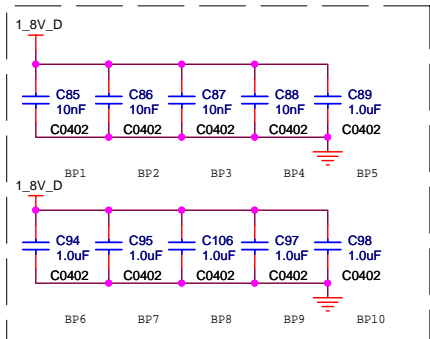 1_8V_D
C85 C86 C87 C88 C89
10nF 10nF 10nF 10nF 1.0uF
C0402 C0402 C0402 C0402 C0402
BP1 BP2 BP3 BP4 BP5
1_8V_D
C94 C95 C106 C97 C98
1.0uF 1.0uF 1.0uF 1.0uF 1.0uF
C0402 C0402 C0402 C0402 C0402
BP6 BP7 BP8 BP9 BP10